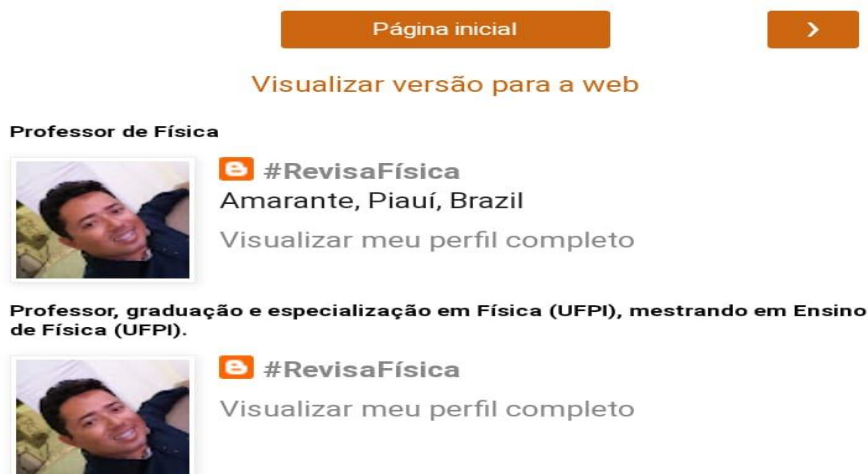 Página inicial
›
Visualizar versão para a web
Professor de Física
#RevisaFísica
Amarante, Piauí, Brazil
Visualizar meu perfil completo
Professor, graduação e especialização em Física (UFPI), mestrando em Ensino
de Física (UFPI).
#RevisaFísica
Visualizar meu perfil completo